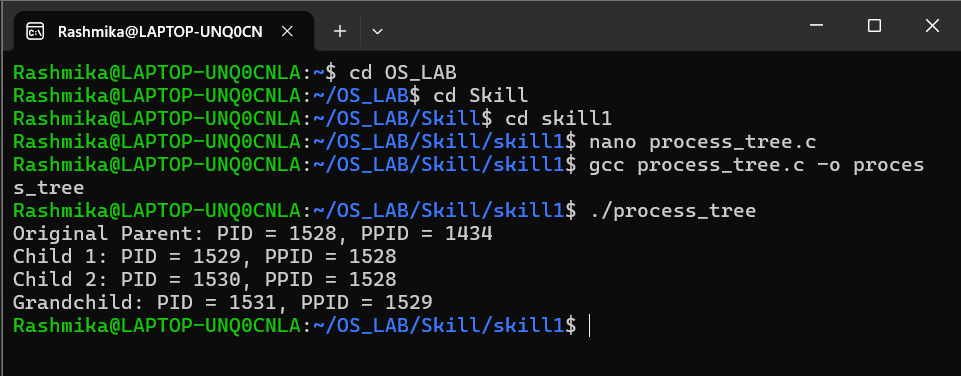 Rashmika@LAPTOP-UNQ0CN
Rashmika@LAPTOP-UNQ0CNLA:~$ cd OS_LAB
Rashmika@LAPTOP-UNQ0CNLA:~/OS_LAB$ cd Skill
Rashmika@LAPTOP-UNQ0CNLA:~/OS_LAB/Skill$ cd skill1
Rashmika@LAPTOP-UNQ0CNLA:~/OS_LAB/Skill/skill1$ nano process_tree.c
Rashmika@LAPTOP-UNQ0CNLA:~/OS_LAB/Skill/skill1$ gcc process_tree.c -o proces
s_tree
Rashmika@LAPTOP-UNQ0CNLA:~/OS_LAB/Skill/skill1$ ./process_tree
Original Parent: PID = 1528, PPID = 1434
Child 1: PID = 1529, PPID = 1528
Child 2: PID = 1530, PPID = 1528
Grandchild: PID = 1531, PPID = 1529
Rashmika@LAPTOP-UNQ0CNLA:~/OS_LAB/Skill/skill1$